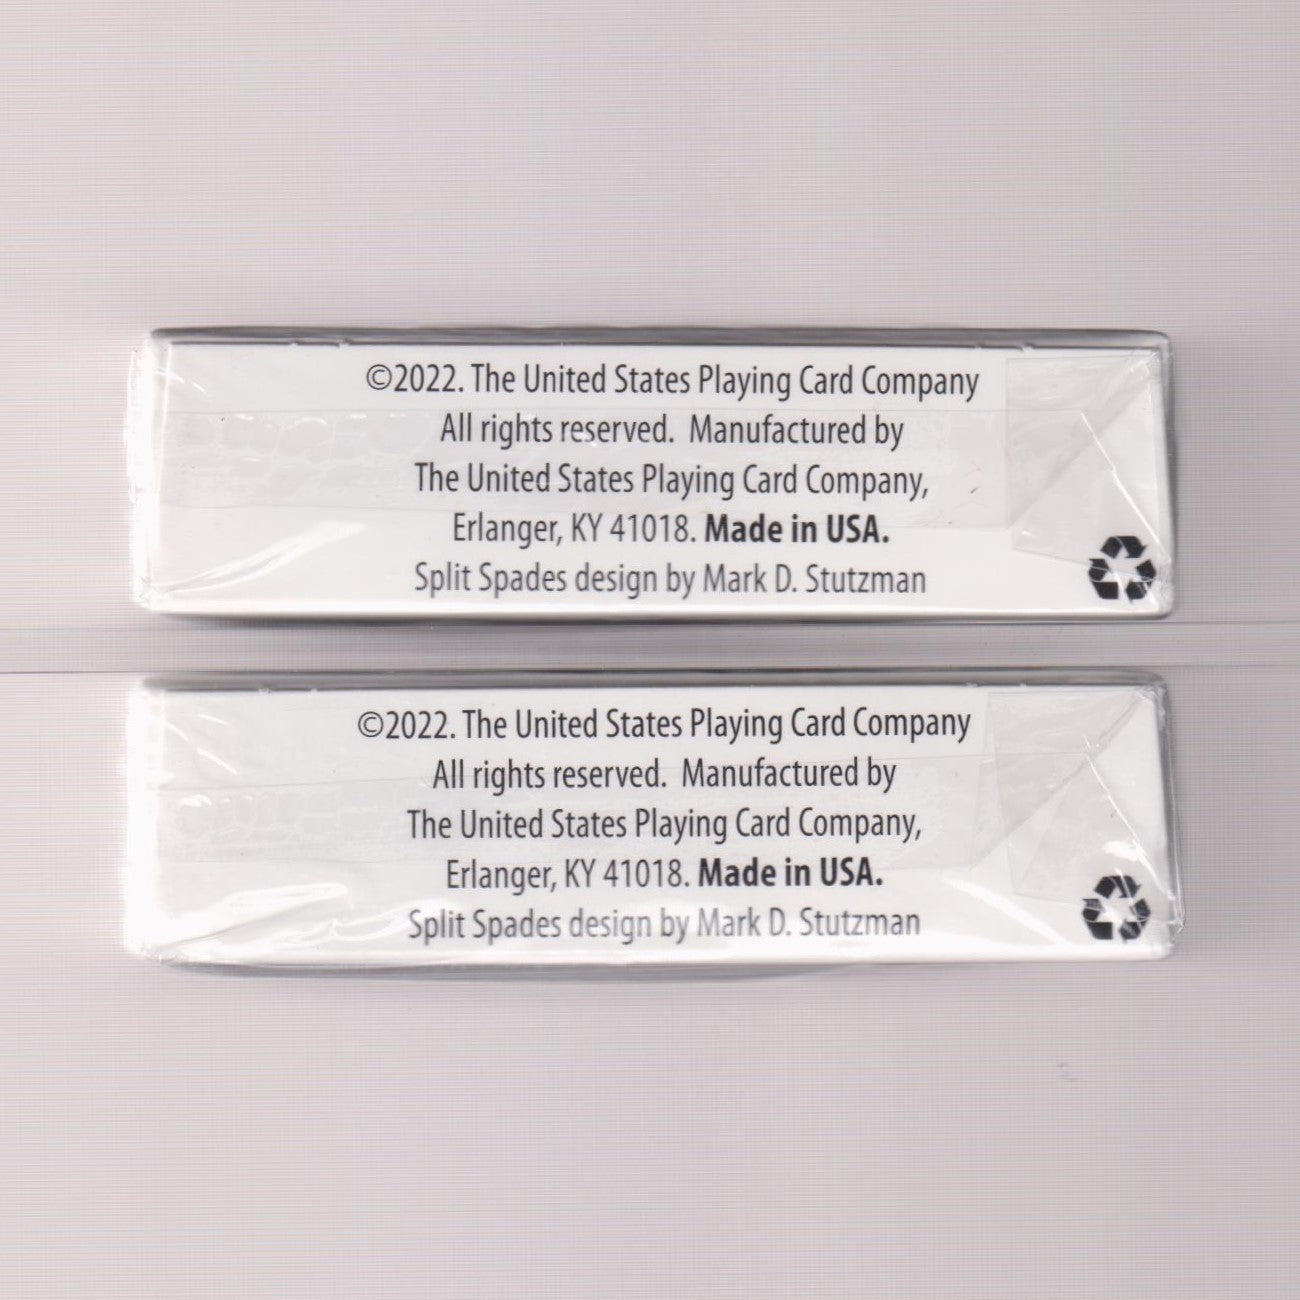 ©2022. The United States Playing Card Company
All rights reserved.  Manufactured by
The United States Playing Card Company,
Erlanger, KY 41018. Made in USA.
Split Spades design by Mark D. Stutzman
©2022. The United States Playing Card Company
All rights reserved.  Manufactured by
The United States Playing Card Company,
Erlanger, KY 41018. Made in USA.
Split Spades design by Mark D. Stutzman